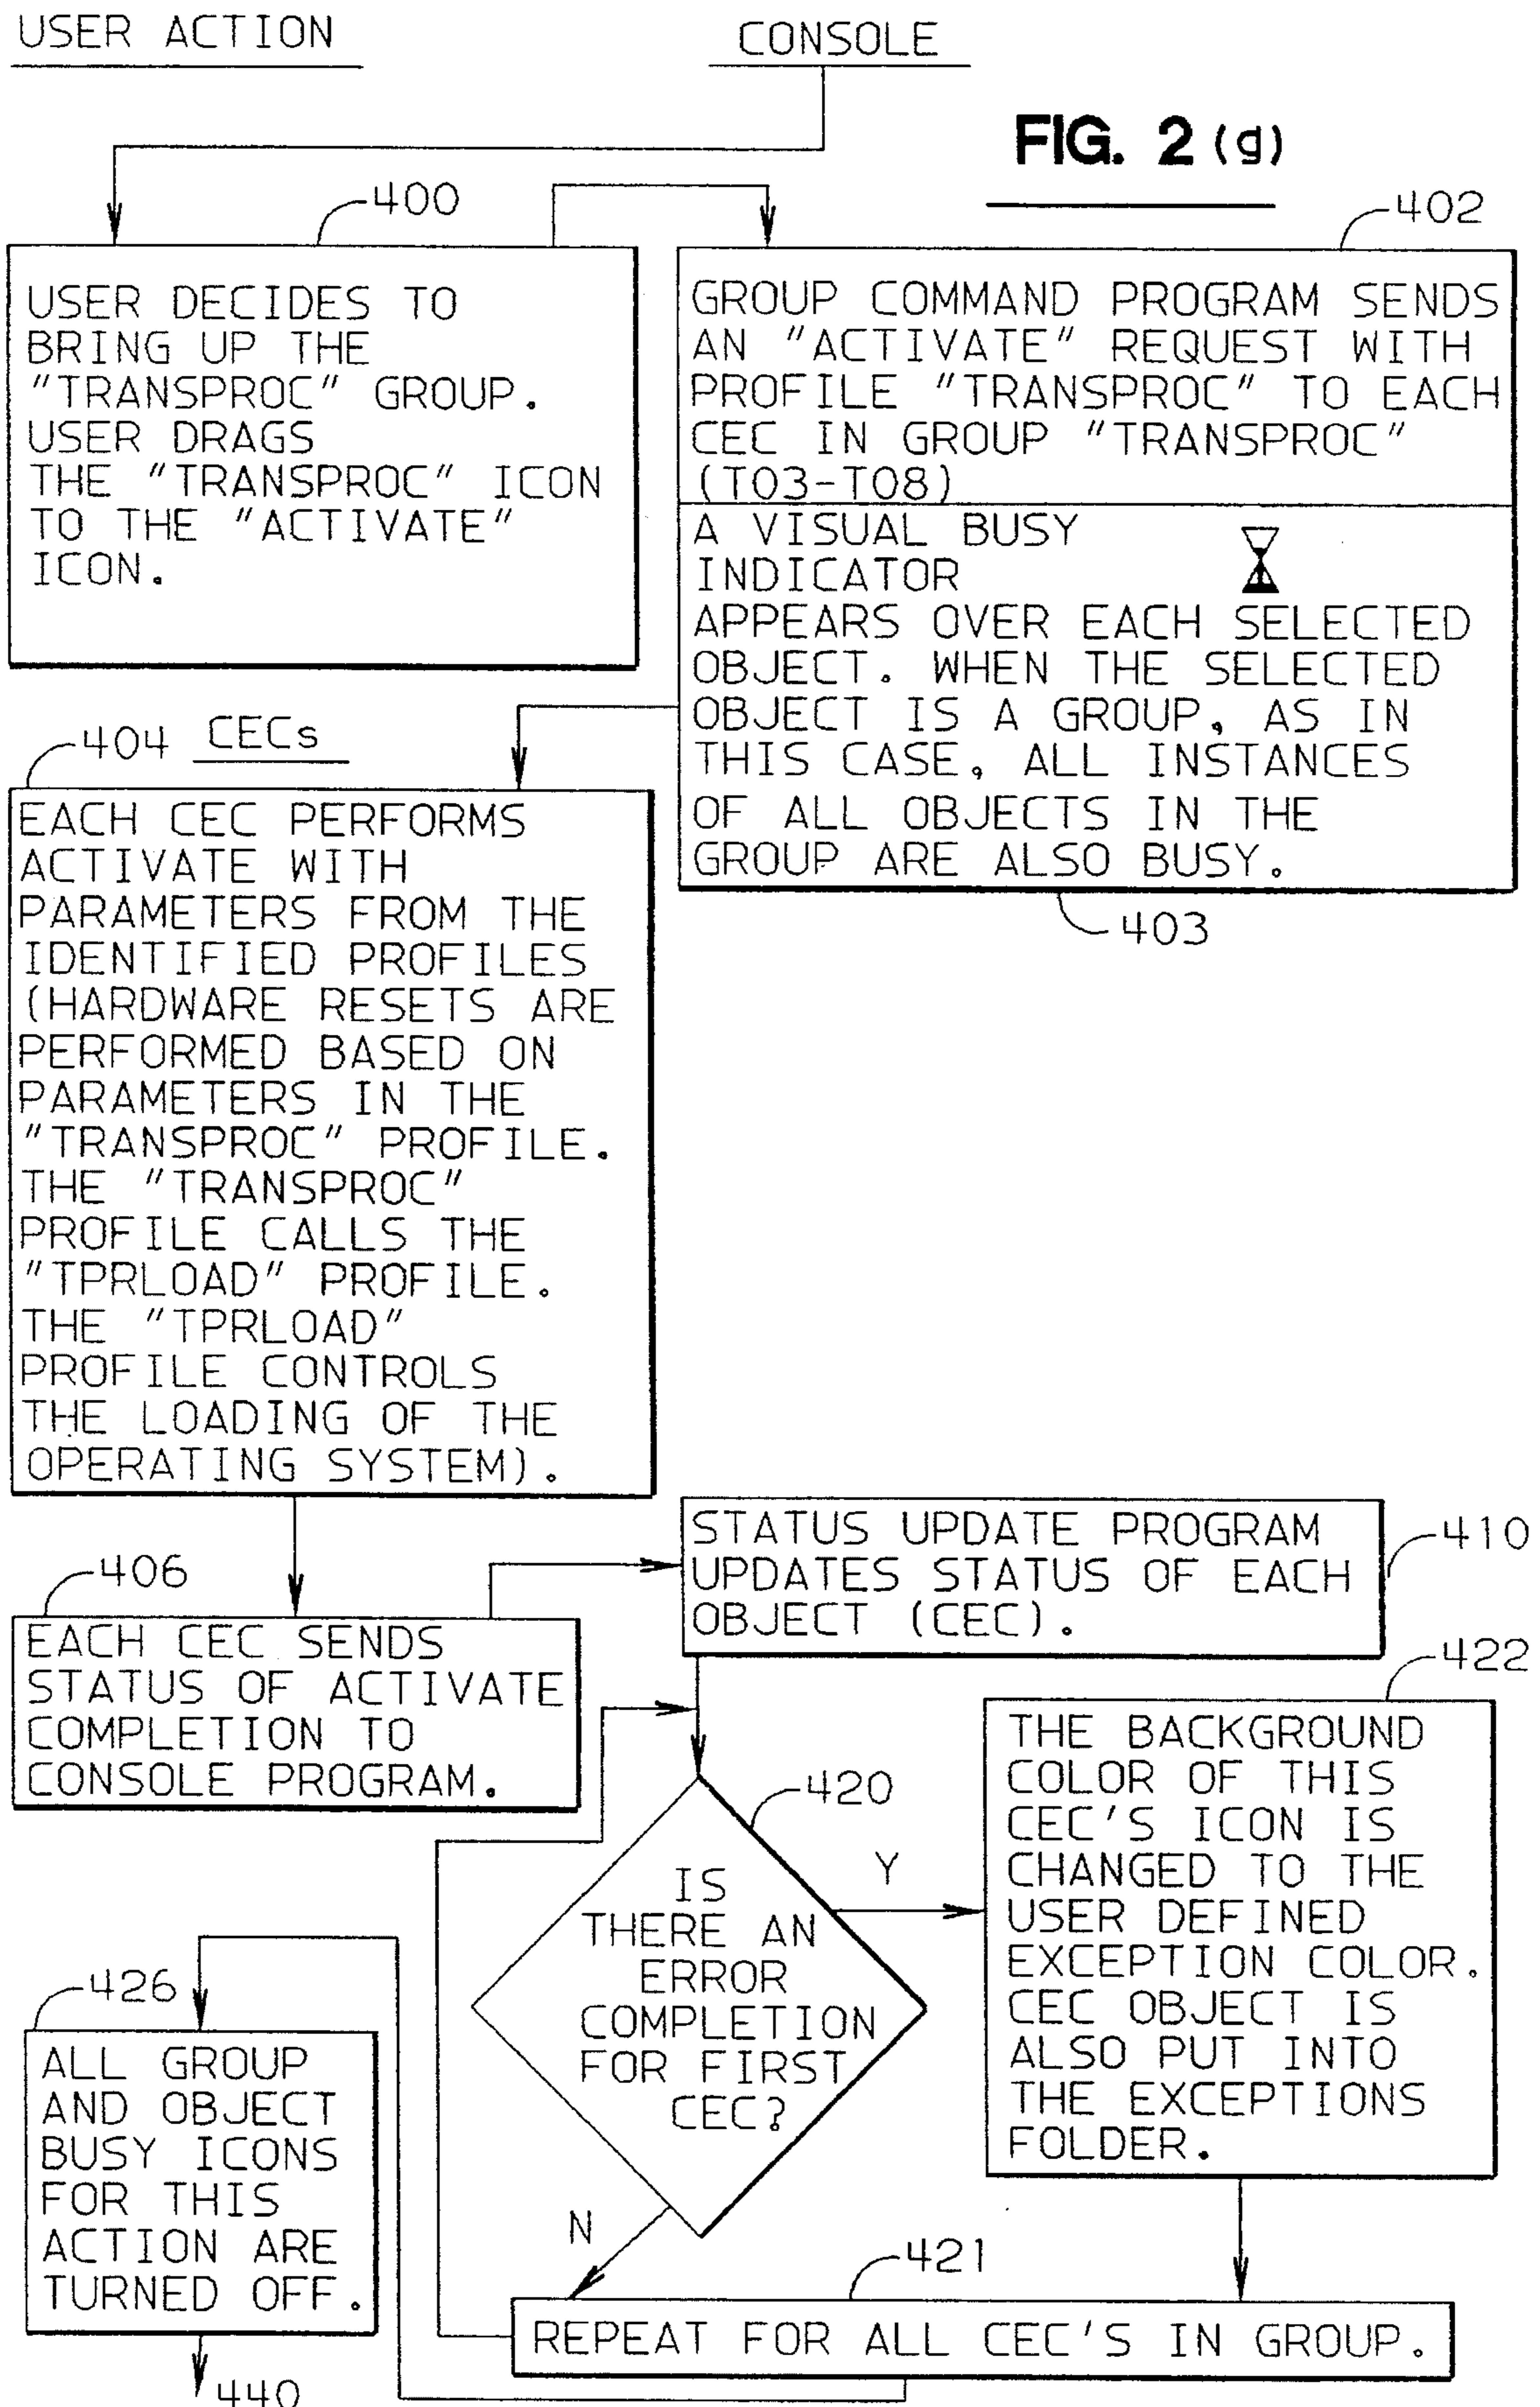 USER ACTION
CONSOLE
FIG. 2 (g)
400
USER DECIDES TO
BRING UP THE
"TRANSPROC" GROUP.
USER DRAGS
THE "TRANSPROC" ICON
TO THE "ACTIVATE"
ICON.
402
GROUP COMMAND PROGRAM SENDS
AN "ACTIVATE" REQUEST WITH
PROFILE "TRANSPROC" TO EACH
CEC IN GROUP "TRANSPROC"
(T03-T08)
A VISUAL BUSY
INDICATOR
APPEARS OVER EACH SELECTED
OBJECT. WHEN THE SELECTED
OBJECT IS A GROUP, AS IN
THIS CASE, ALL INSTANCES
OF ALL OBJECTS IN THE
GROUP ARE ALSO BUSY.
403
404 CECs
EACH CEC PERFORMS
ACTIVATE WITH
PARAMETERS FROM THE
IDENTIFIED PROFILES
(HARDWARE RESETS ARE
PERFORMED BASED ON
PARAMETERS IN THE
"TRANSPROC" PROFILE.
THE "TRANSPROC"
PROFILE CALLS THE
"TPRLOAD" PROFILE.
THE "TPRLOAD"
PROFILE CONTROLS
THE LOADING OF THE
OPERATING SYSTEM).
406
EACH CEC SENDS
STATUS OF ACTIVATE
COMPLETION TO
CONSOLE PROGRAM.
STATUS UPDATE PROGRAM
UPDATES STATUS OF EACH
OBJECT (CEC).
410
420
IS
THERE AN
ERROR
COMPLETION
FOR FIRST
CEC?
Y
N
422
THE BACKGROUND
COLOR OF THIS
CEC'S ICON IS
CHANGED TO THE
USER DEFINED
EXCEPTION COLOR.
CEC OBJECT IS
ALSO PUT INTO
THE EXCEPTIONS
FOLDER.
421
REPEAT FOR ALL CEC'S IN GROUP.
426
ALL GROUP
AND OBJECT
BUSY ICONS
FOR THIS
ACTION ARE
TURNED OFF.
440